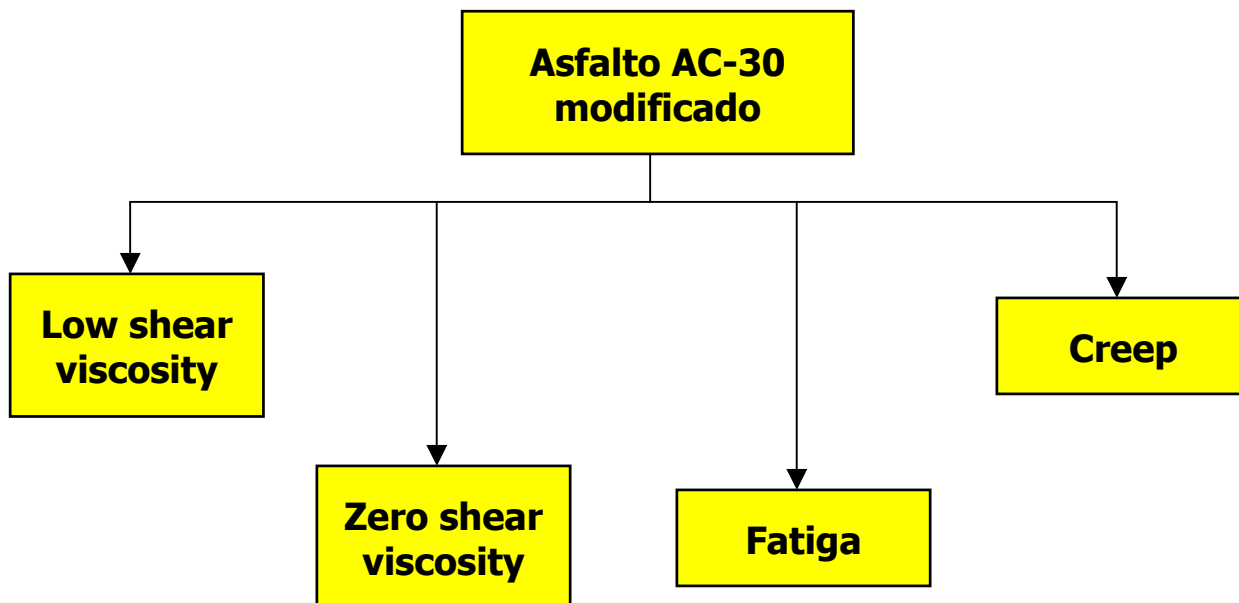 Asfalto AC-30
modificado
Low shear
viscosity
Creep
Zero shear
viscosity
Fatiga